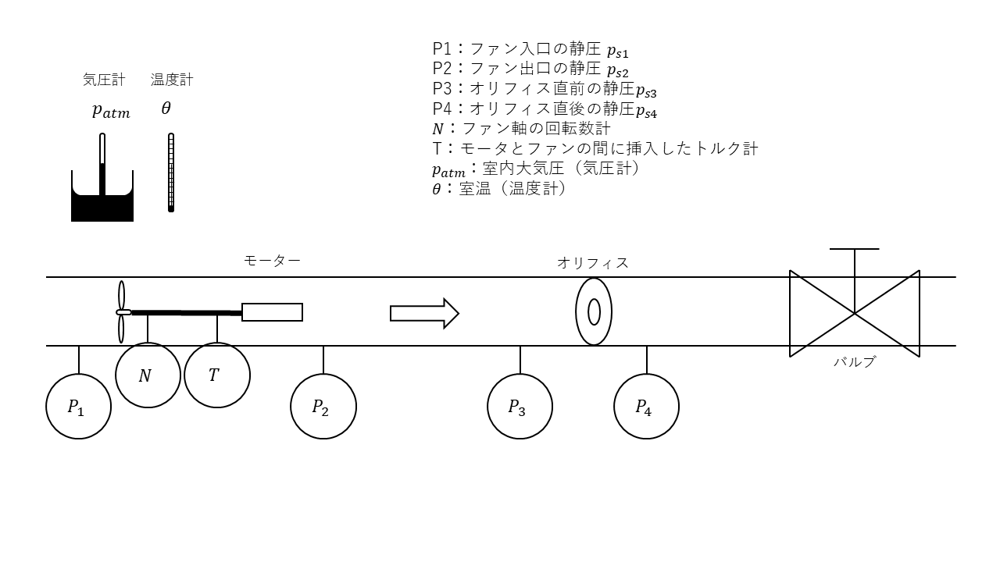 P1：ファン入口の静圧 p_{s1}
P2：ファン出口の静圧 p_{s2}
P3：オリフィス直前の静圧p_{s3}
P4：オリフィス直後の静圧p_{s4}
N：ファン軸の回転数計
T：モータとファンの間に挿入したトルク計
p_{atm}：室内大気圧（気圧計）
θ：室温（温度計）
気圧計 温度計
p_{atm} θ
モーター
オリフィス
バルブ
N
T
P_1
P_2
P_3
P_4